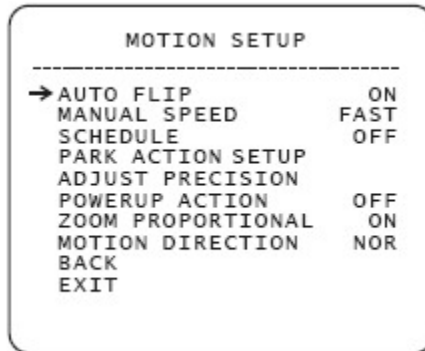 MOTION SETUP
--------------------------------------------
→AUTO FLIP ON
MANUAL SPEED FAST
SCHEDULE OFF
PARK ACTION SETUP
ADJUST PRECISION
POWERUP ACTION OFF
ZOOM PROPORTIONAL ON
MOTION DIRECTION NOR
BACK
EXIT